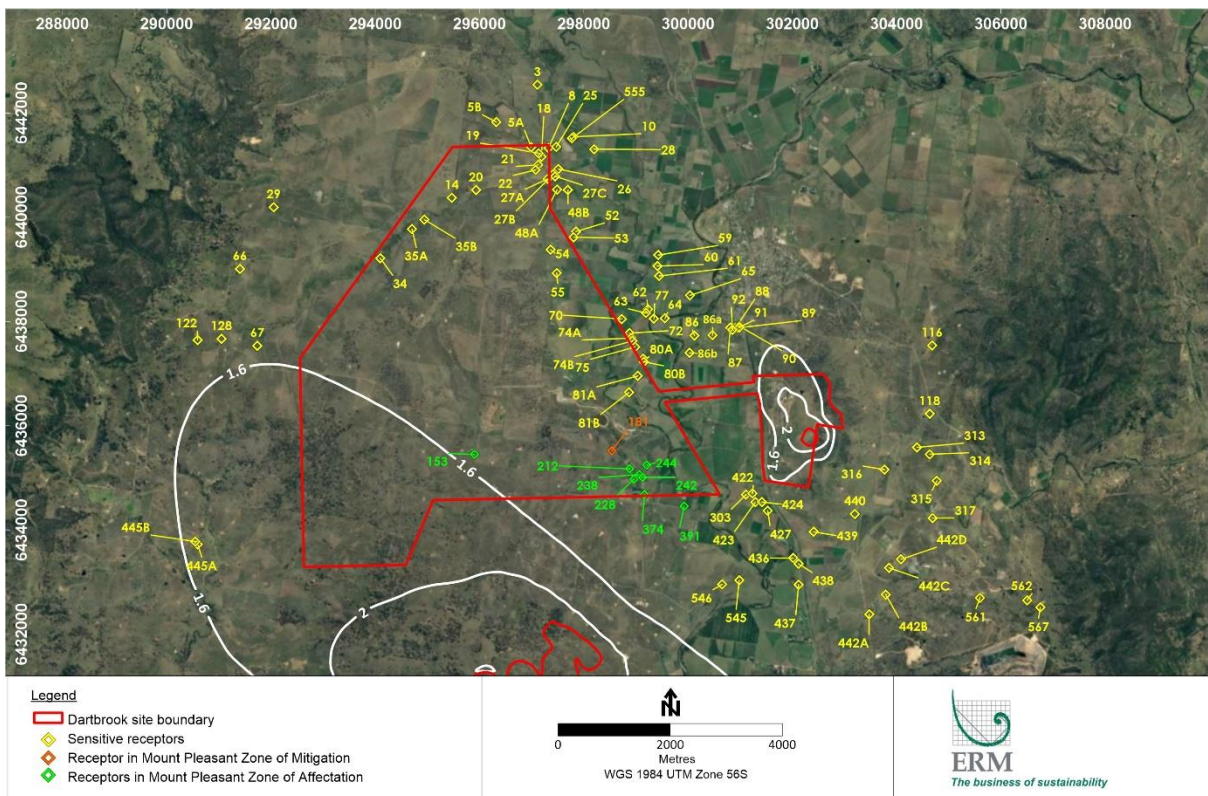 288000 290000 292000 294000 296000 298000 300000 302000 304000 306000 308000
6442000
6440000
6438000
6436000
6434000
6432000
3
8 25 555
5B 18
5A 10
19 28
21
20 22 26
14 27A 27C
29 27B 48B
48A 52
35B 53
35A 54 59
66 34 60
55 61
65
62 77 88
63 64 92 91 89
122 128 67 70 72 86 86a 116
74A 87 90
74B 80A 86b
75 80B
1.6 81A
81B 2 118
181 1.6
153 1.6 212 244 313
238 242 422 316 314
228 303 424 440 315
374 423 427 317
445B 391 439
445A 436 442D
1.6 438 442C
2 546 545 437 562
442B 561
442A 567
Legend
Dartbrook site boundary
Sensitive receptors
Receptor in Mount Pleasant Zone of Mitigation
Receptors in Mount Pleasant Zone of Affectation
N
0 2000 4000
Metres
WGS 1984 UTM Zone 56S
ERM
The business of sustainability